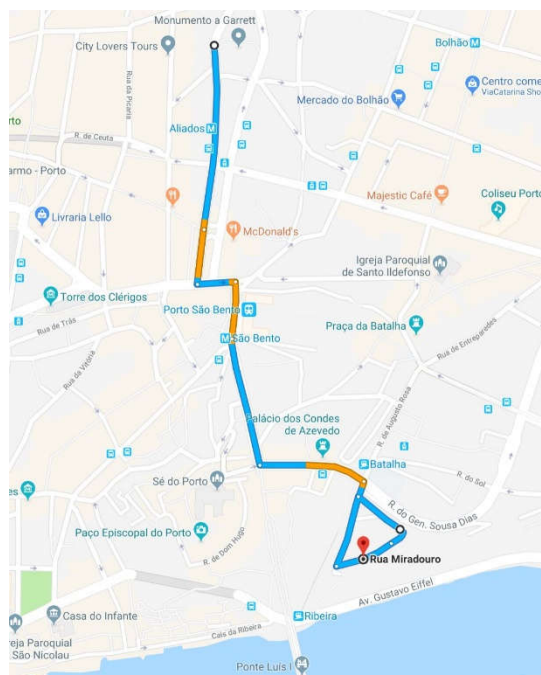 Monumento a Garrett
City Lovers Tours
Bolhão M
Rua da Picaria
Centro come
ViaCatarina Sho
Mercado do Bolhão
Aliados M
rto
R. de Ceuta
armo - Porto
Majestic Café
Coliseu Porto
Livraria Lello
McDonald's
Igreja Paroquial
de Santo Ildefonso
Torre dos Clérigos
Porto São Bento
Rua de Trás
M São Bento
Praça da Batalha
Rua de Entreparedes
Rua da Vitória
R. de Augusto Rosa
Palácio dos Condes
de Azevedo
Batalha
R. do Sol
es
Sé do Porto
R. do Gen. Sousa Dias
Paço Episcopal do Porto
R. de Dom Hugo
Rua Miradouro
Av. Gustavo Eiffel
Casa do Infante
Ribeira
Cais da Ribeira
reja Paroquial
São Nicolau
Ponte Luís I